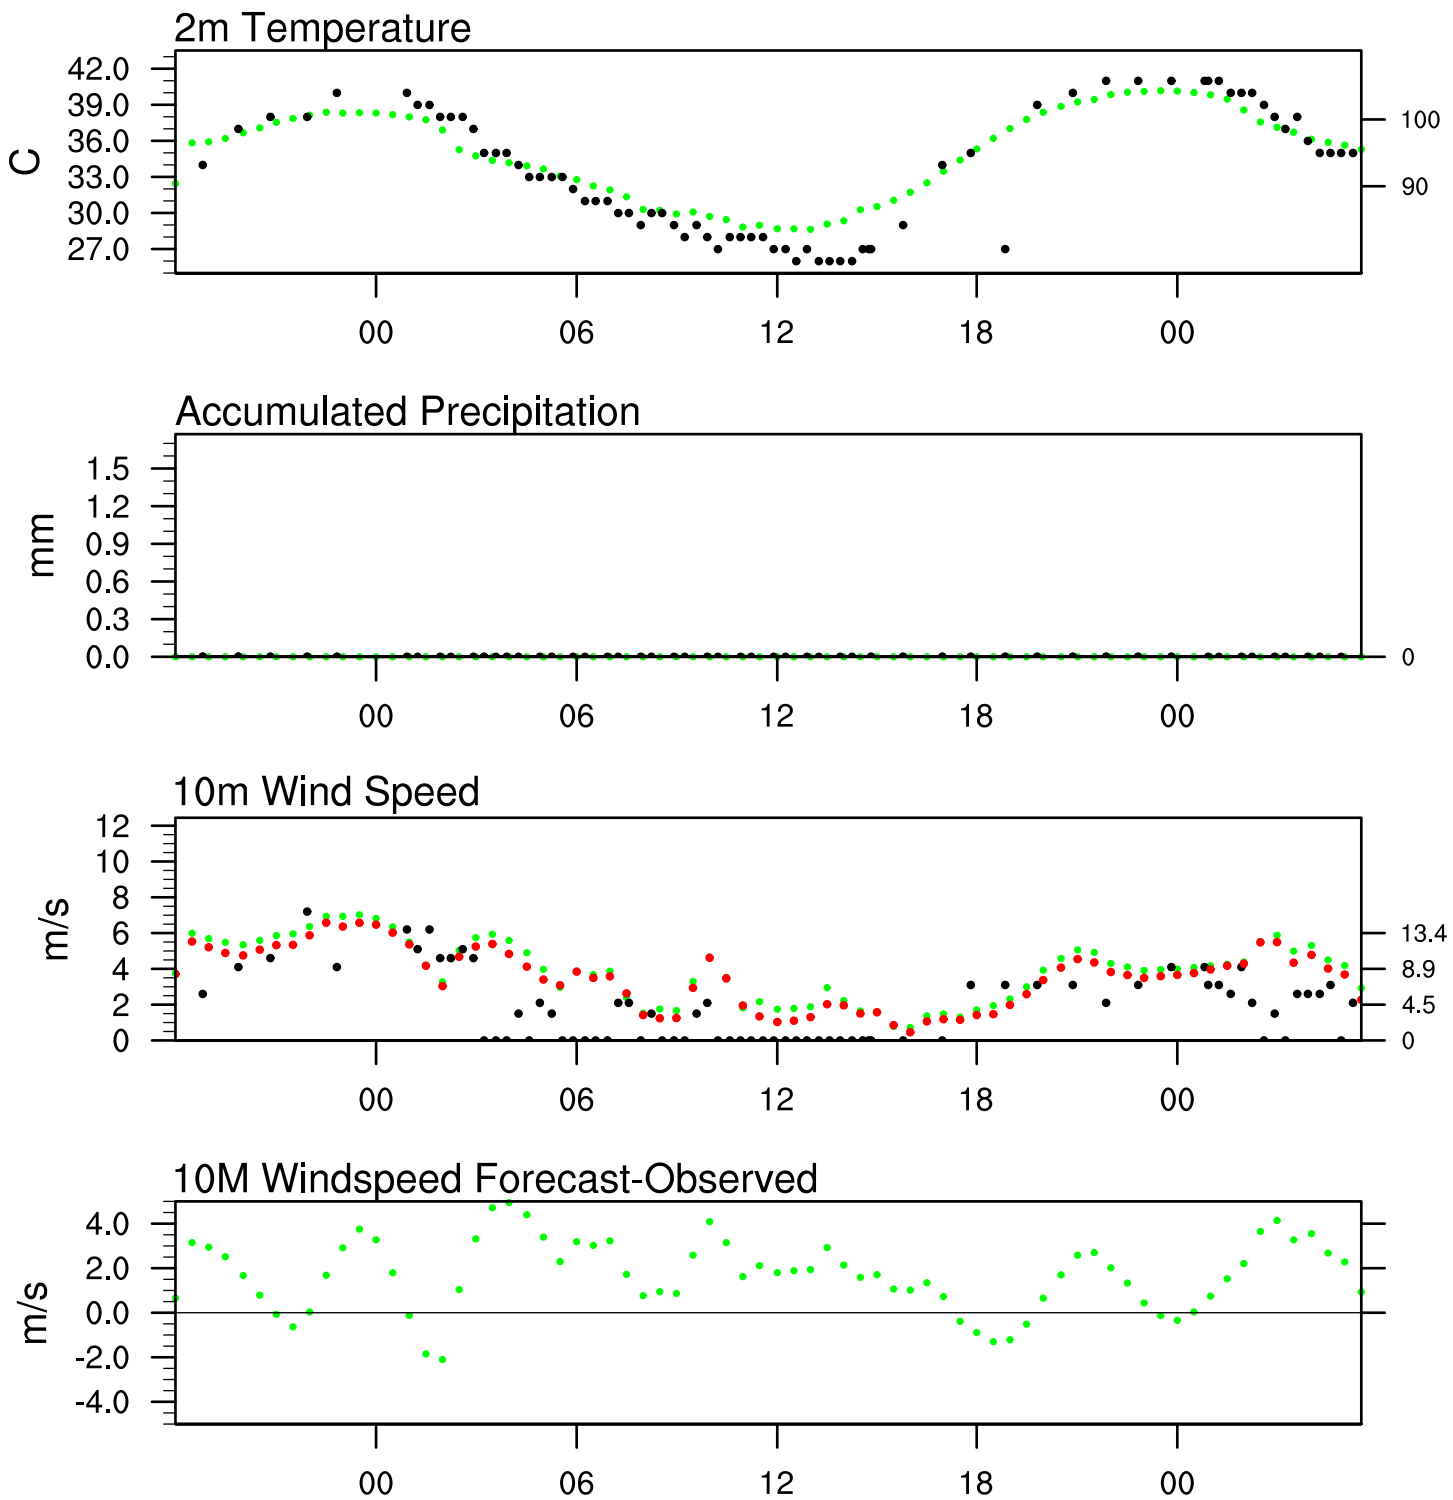 2m Temperature
42.0
39.0
36.0
33.0
30.0
27.0
C
100
90
00 06 12 18 00
Accumulated Precipitation
1.5
1.2
0.9
0.6
0.3
0.0
mm
0
00 06 12 18 00
10m Wind Speed
12
10
8
6
4
2
0
m/s
13.4
8.9
4.5
0
00 06 12 18 00
10M Windspeed Forecast-Observed
4.0
2.0
0.0
-2.0
-4.0
m/s
00 06 12 18 00